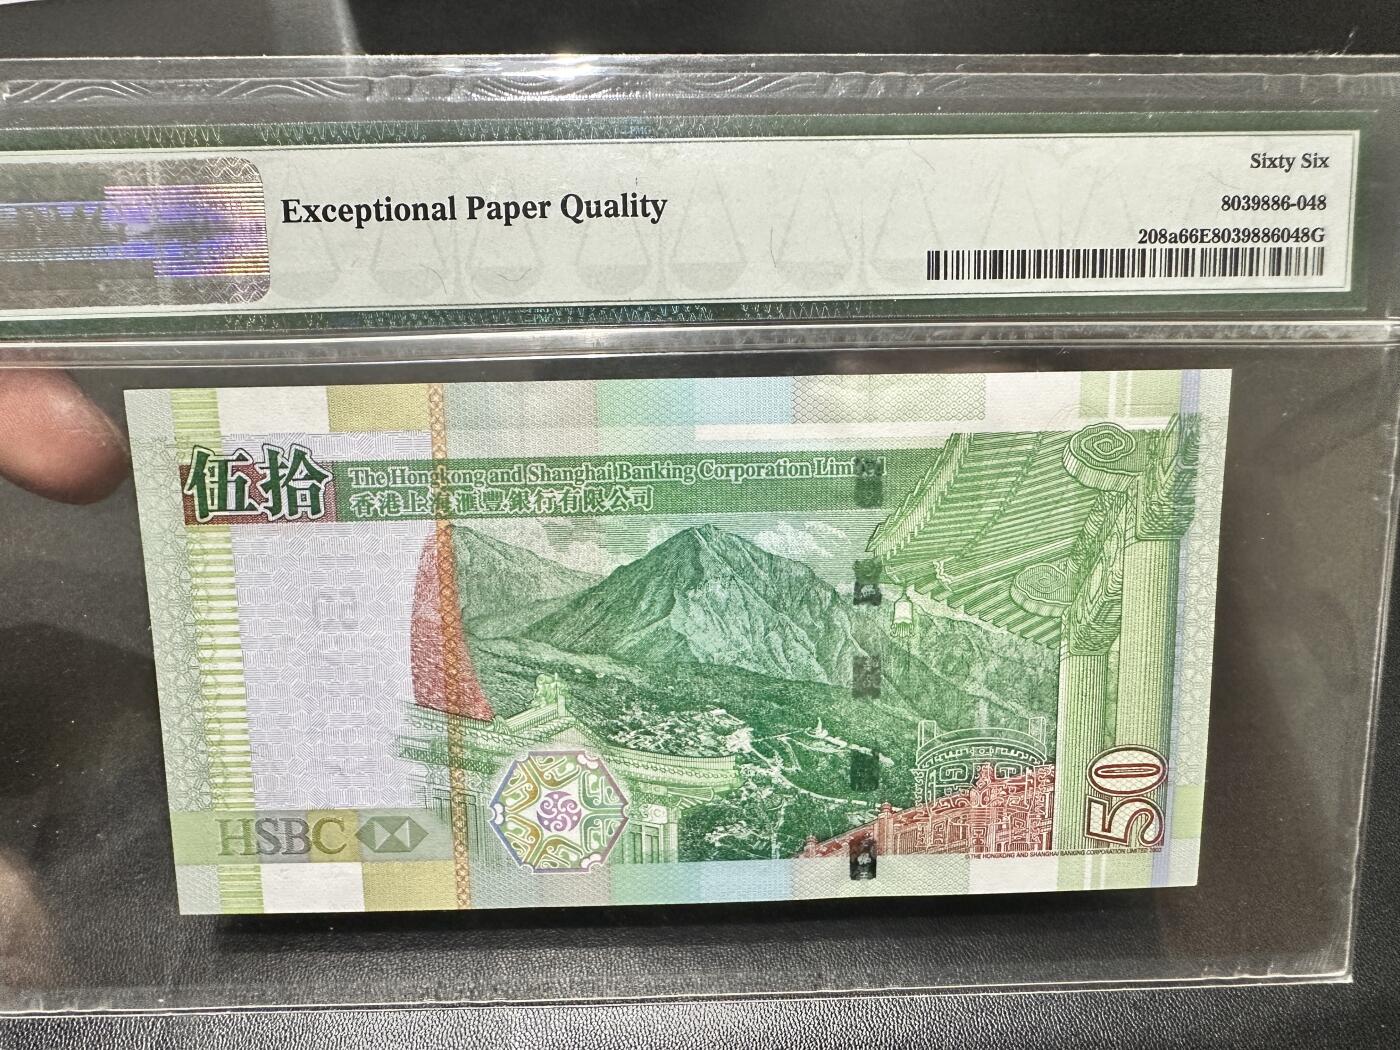 Sixty Six
Exceptional Paper Quality
8039886-048
208a66E8039886048G
伍拾
The Hongkong and Shanghai Banking Corporation Limited
香港上海滙豐銀行有限公司
HSBC
50
© THE HONGKONG AND SHANGHAI BANKING CORPORATION LIMITED 2002